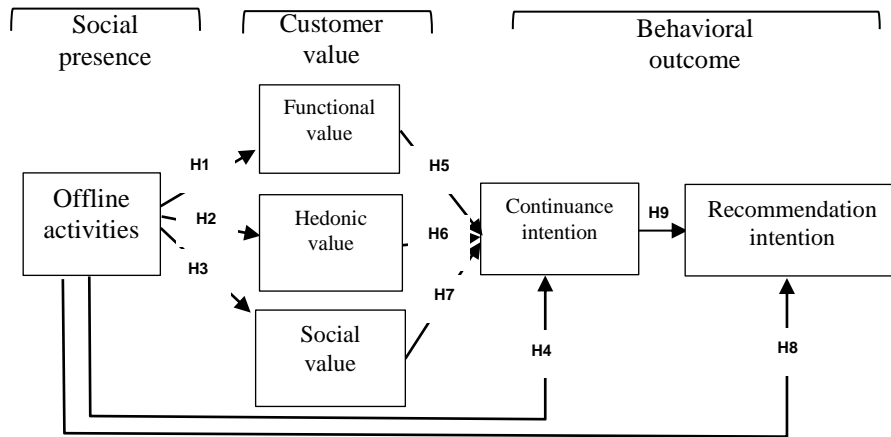 Social
presence
Customer
value
Behavioral
outcome
Functional
value
H1
H5
Offline
activities
H2
Hedonic
value
H6
Continuance
intention
H9
Recommendation
intention
H3
H7
Social
value
H4
H8